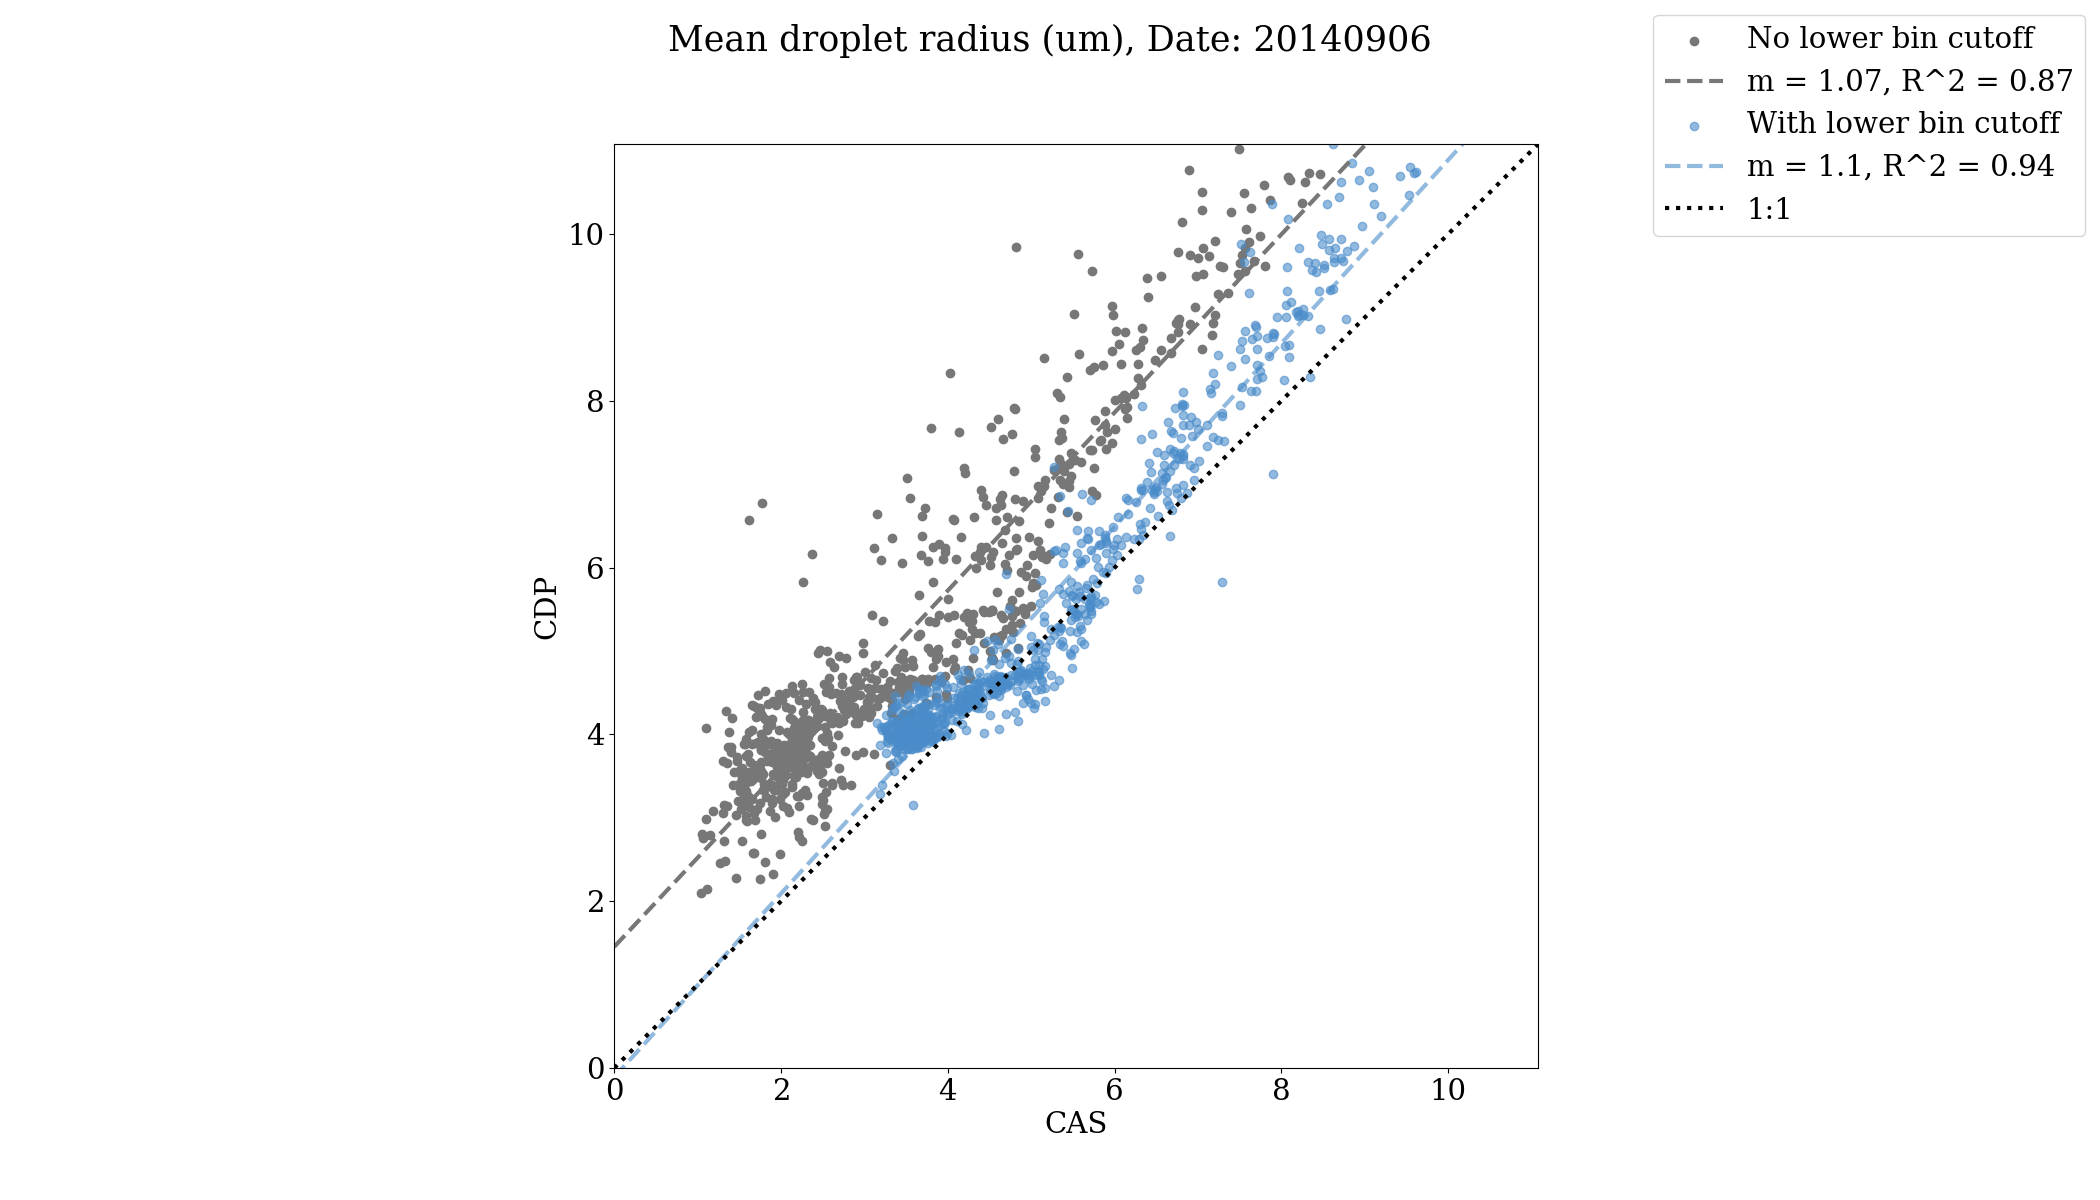 Mean droplet radius (um), Date: 20140906
No lower bin cutoff
m = 1.07, R^2 = 0.87
With lower bin cutoff
m = 1.1, R^2 = 0.94
1:1
10
8
6
4
2
0
CDP
0 2 4 6 8 10
CAS